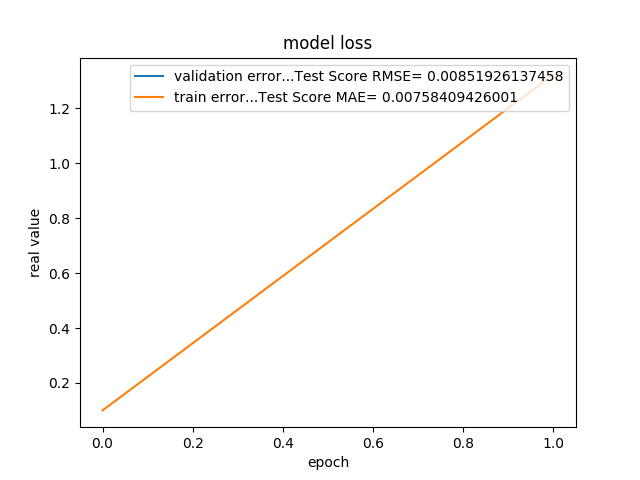 model loss
validation error...Test Score RMSE= 0.00851926137458
train error...Test Score MAE= 0.00758409426001
1.2
1.0
0.8
0.6
0.4
0.2
real value
0.0 0.2 0.4 0.6 0.8 1.0
epoch